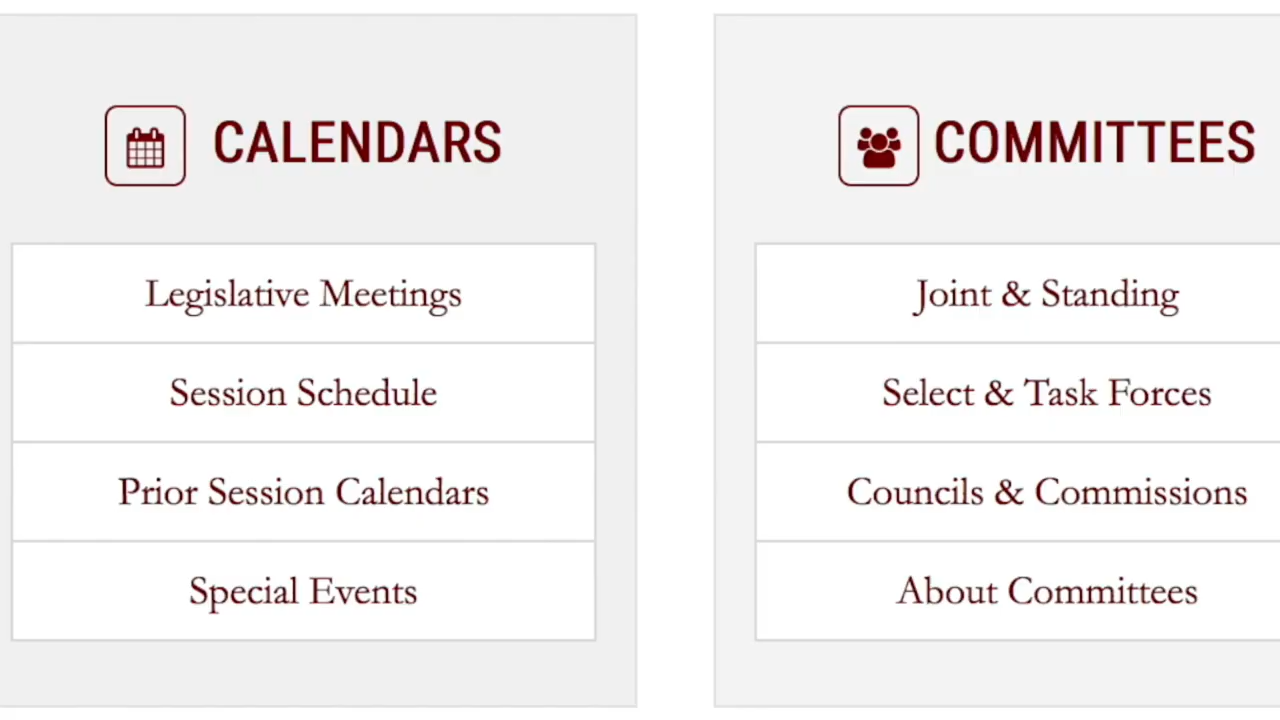 CALENDARS
Legislative Meetings
Session Schedule
Prior Session Calendars
Special Events
COMMITTEES
Joint & Standing
Select & Task Forces
Councils & Commissions
About Committees